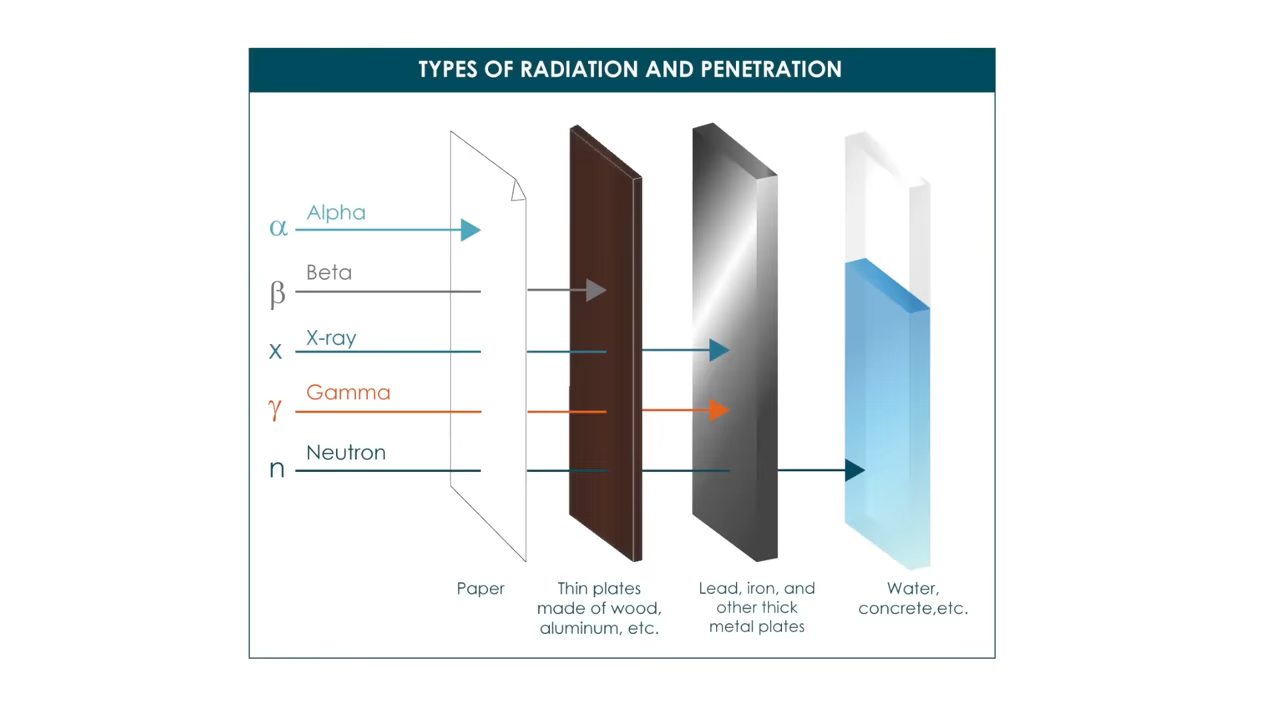 TYPES OF RADIATION AND PENETRATION
α Alpha
β Beta
x X-ray
γ Gamma
n Neutron
Paper
Thin plates
made of wood,
aluminum, etc.
Lead, iron, and
other thick
metal plates
Water,
concrete,etc.